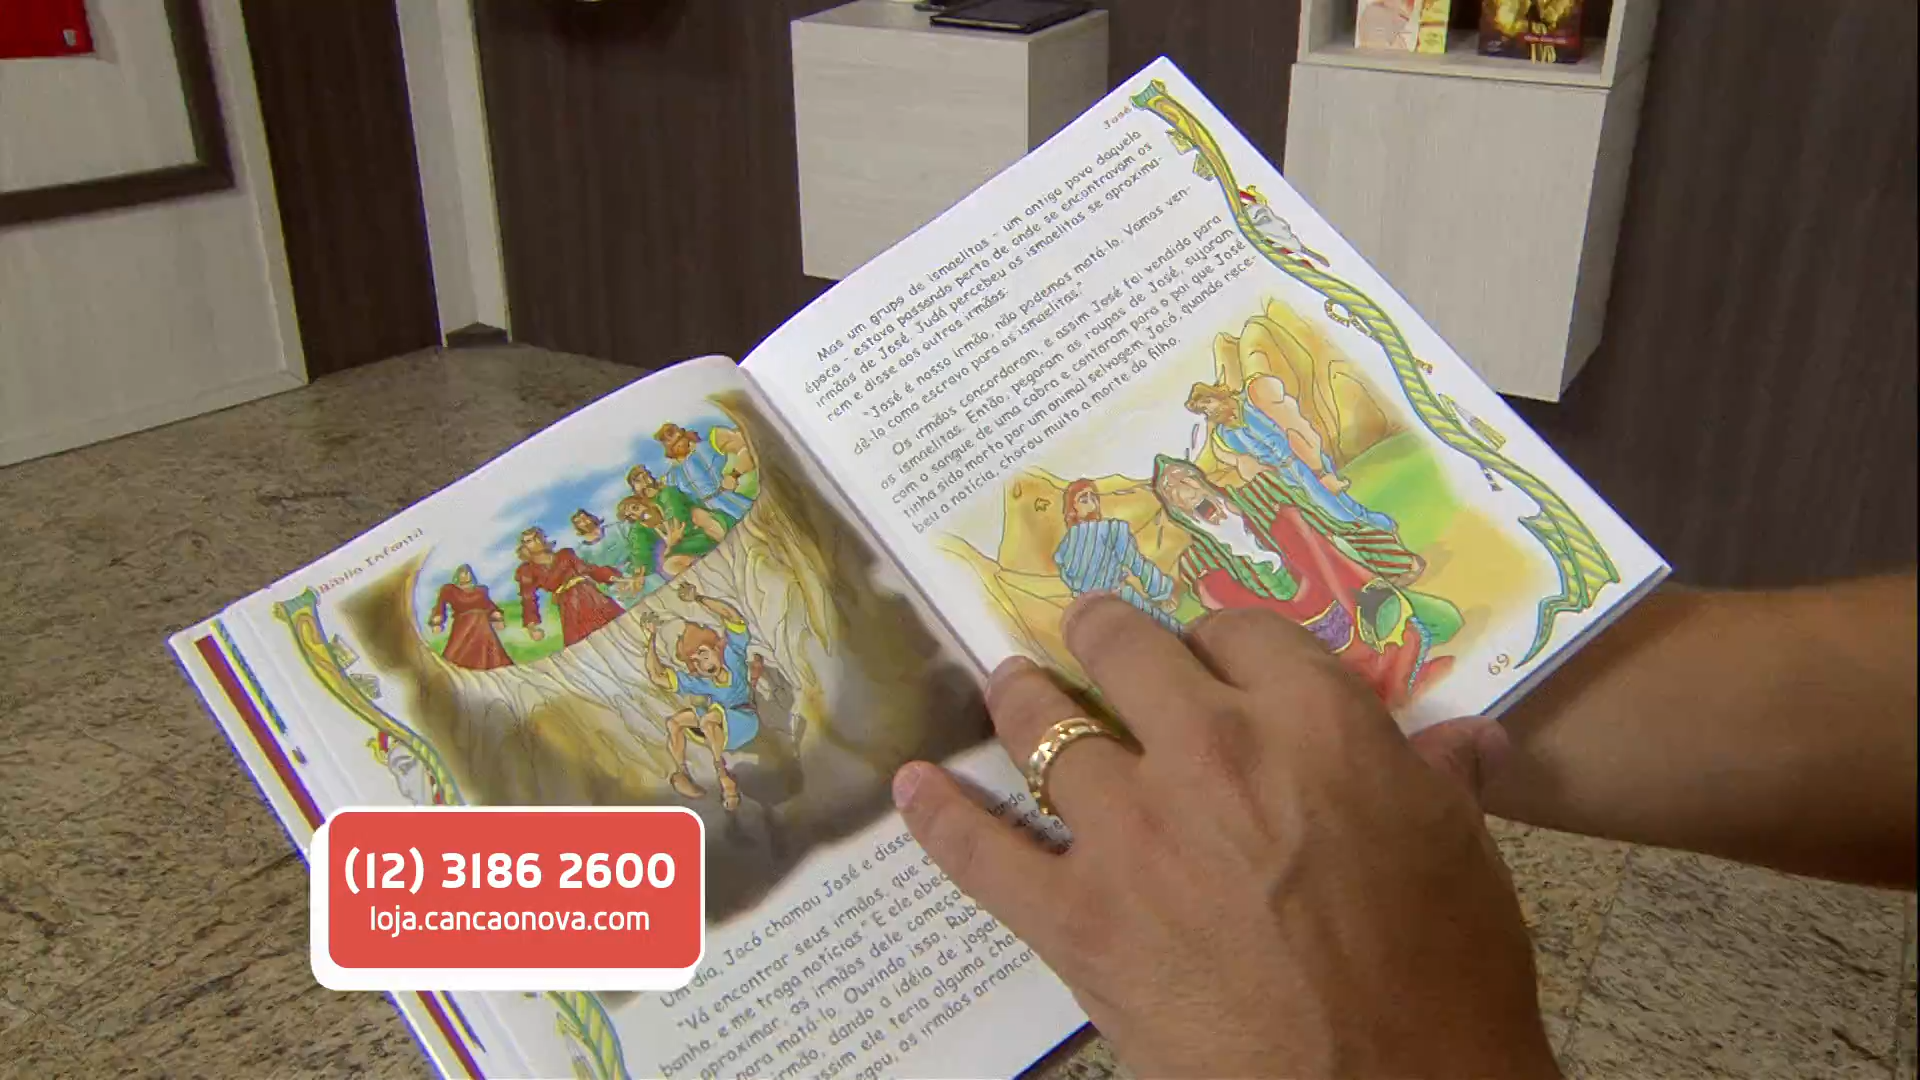 Bíblia Infantil
Um dia, Jacó chamou José e disse
"Vá encontrar seus irmãos, que e
banho, e me traga notícias." E ele obed
aproximar, os irmãos dele começa
para matá-lo. Ouvindo isso, Rub
irmão, dando a idéia de jogar
assim ele teria alguma cha
egou, os irmãos arrancar
José
Mas um grupo de ismaelitas - um antigo povo daquela
época - estava passando perto de onde se encontravam os
irmãos de José. Judá percebeu os ismaelitas se aproxima-
rem e disse aos outros irmãos:
"José é nosso irmão, não podemos matá-lo. Vamos ven-
dê-lo como escravo para os ismaelitas."
Os irmãos concordaram, e assim José foi vendido para
os ismaelitas. Então, pegaram as roupas de José, sujaram
com o sangue de uma cabra e contaram para o pai que José
tinha sido morto por um animal selvagem. Jacó, quando rece-
beu a notícia, chorou muito a morte do filho.
69
(12) 3186 2600
loja.cancaonova.com